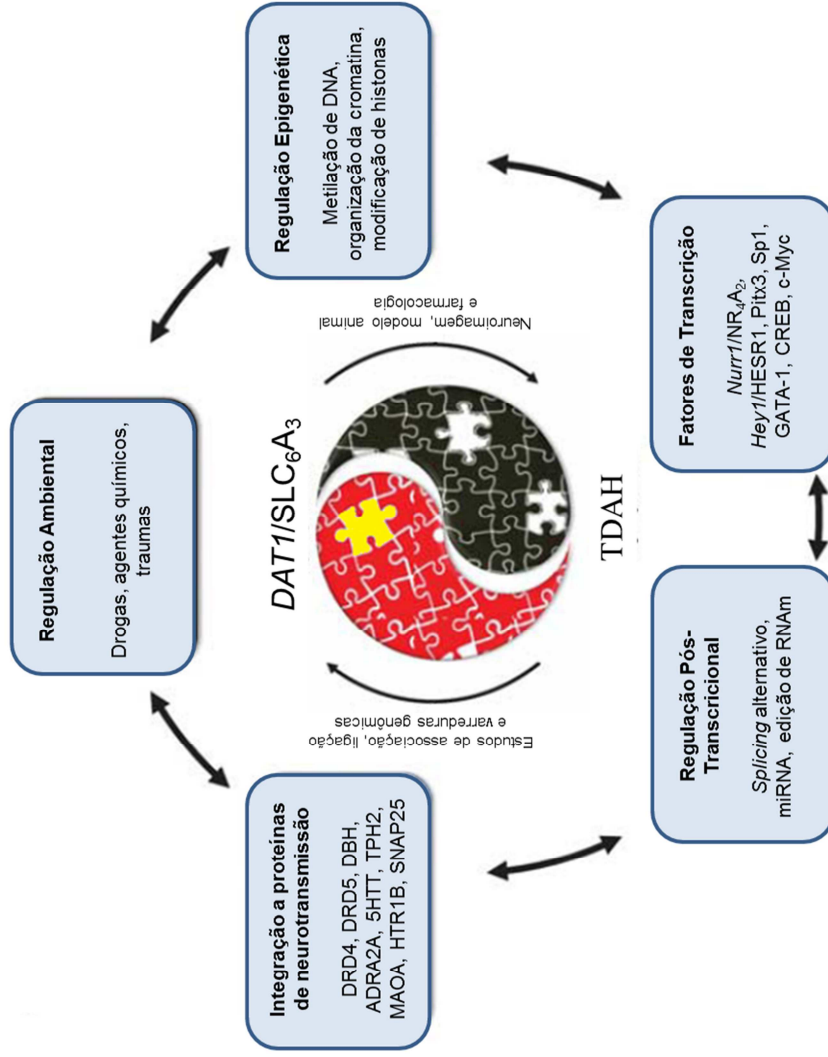 Regulação Ambiental
Drogas, agentes químicos,
traumas
Regulação Epigenética
Metilação de DNA,
organização da cromatina,
modificação de histonas
Fatores de Transcrição
Nurr1/NR₄A₂,
Hey1/HESR1, Pitx3, Sp1,
GATA-1, CREB, c-Myc
Regulação Pós-
Transcricional
Splicing alternativo,
miRNA, edição de RNAm
Integração a proteínas
de neurotransmissão
DRD4, DRD5, DBH,
ADRA2A, 5HTT, TPH2,
MAOA, HTR1B, SNAP25
DAT1/SLC₆A₃
Estudos de associação, ligação
e varreduras genômicas
Neuroimagem, modelo animal
e farmacologia
TDAH